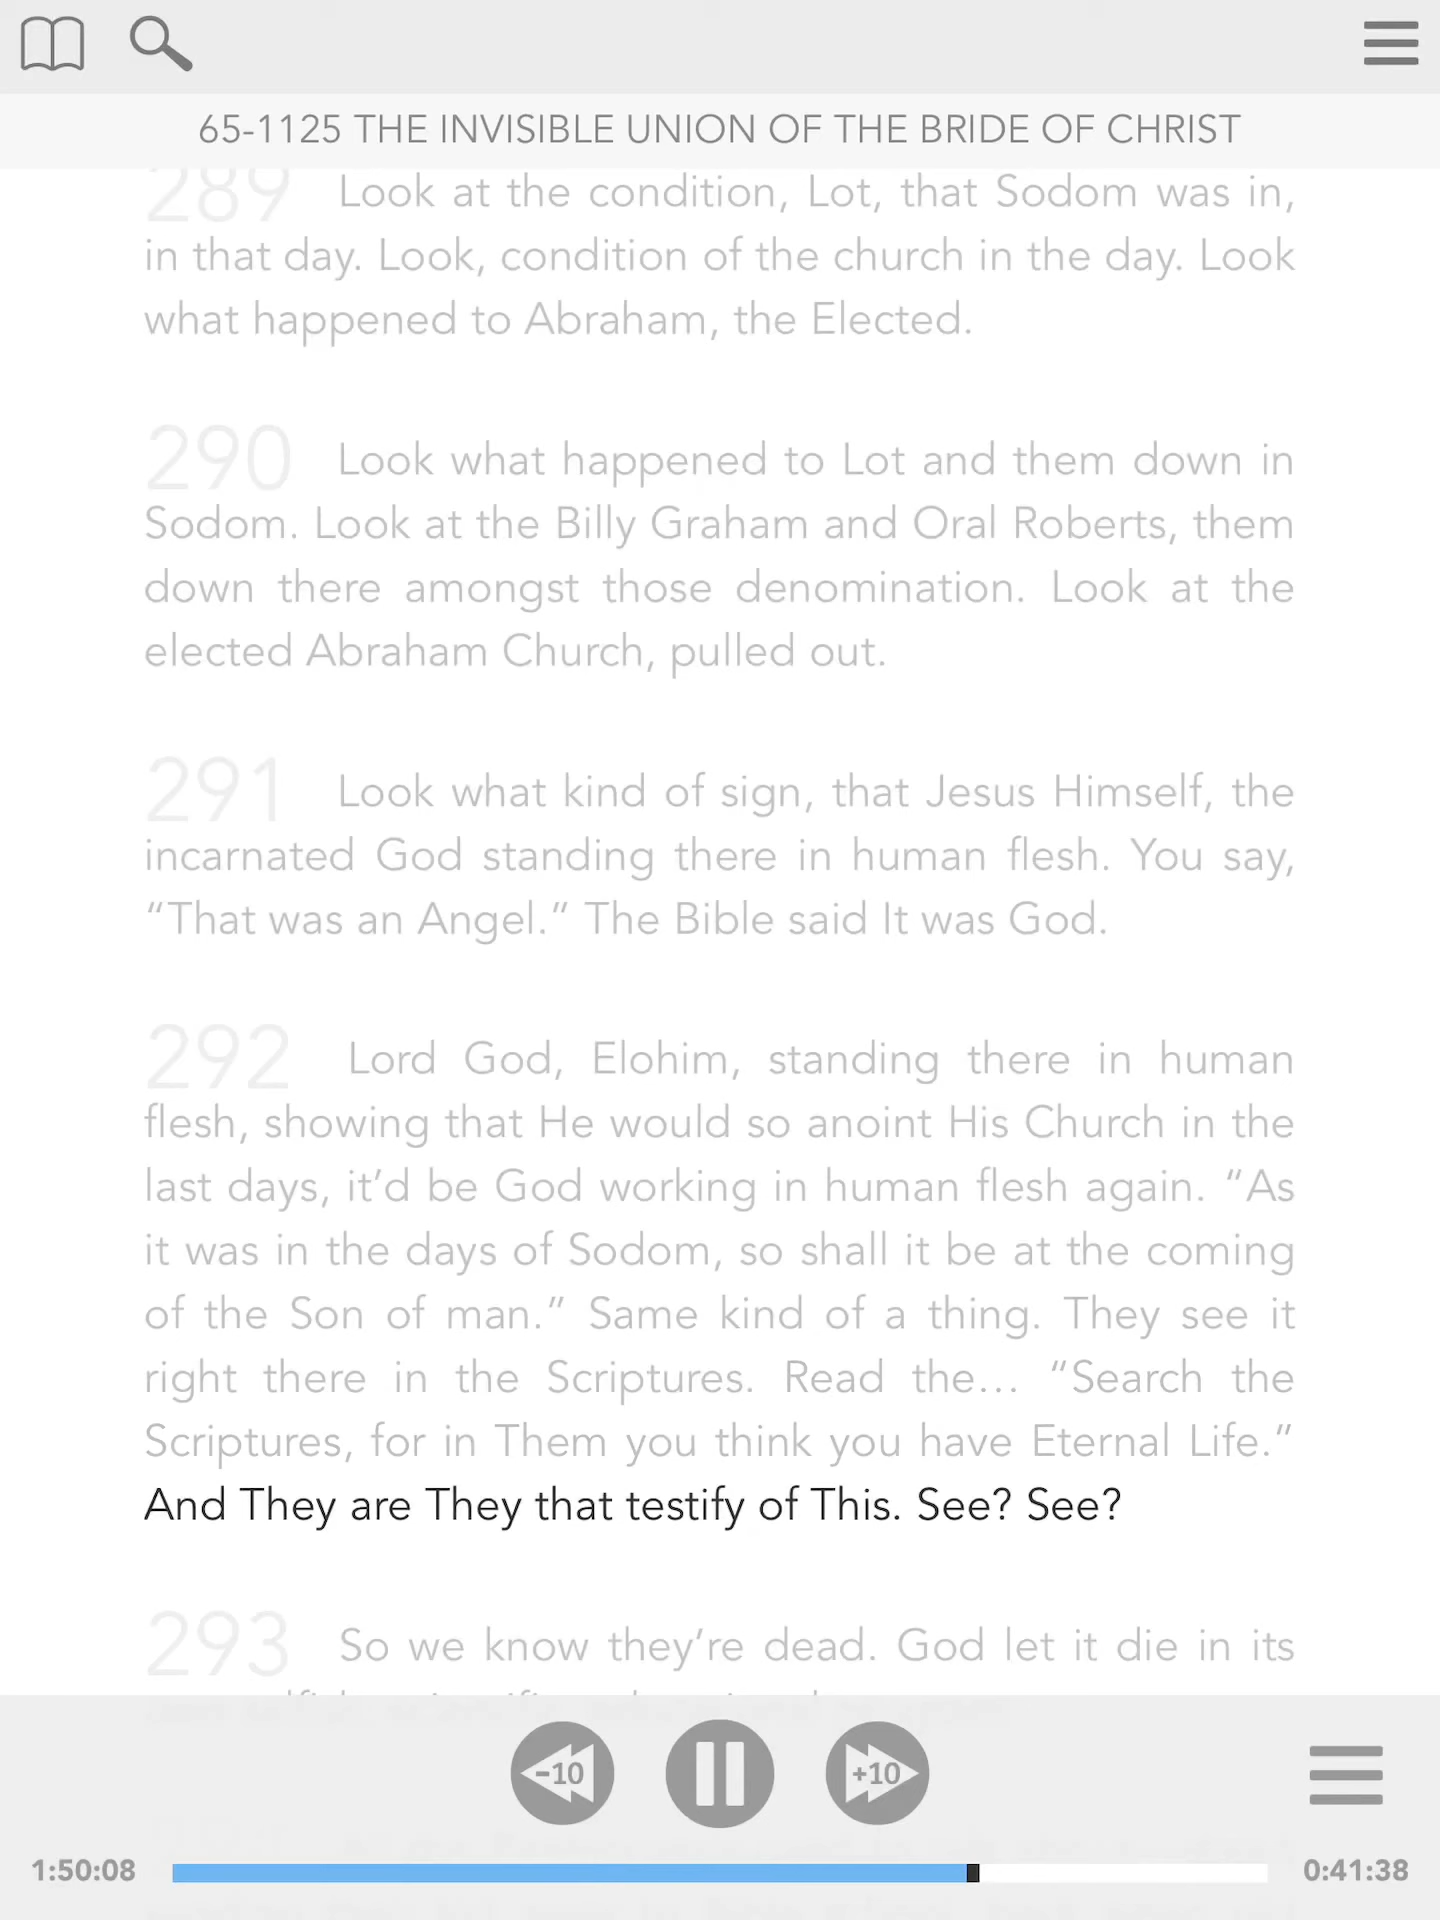 65-1125 THE INVISIBLE UNION OF THE BRIDE OF CHRIST
289 Look at the condition, Lot, that Sodom was in,
in that day. Look, condition of the church in the day. Look
what happened to Abraham, the Elected.
290 Look what happened to Lot and them down in
Sodom. Look at the Billy Graham and Oral Roberts, them
down there amongst those denomination. Look at the
elected Abraham Church, pulled out.
291 Look what kind of sign, that Jesus Himself, the
incarnated God standing there in human flesh. You say,
“That was an Angel.” The Bible said It was God.
292 Lord God, Elohim, standing there in human
flesh, showing that He would so anoint His Church in the
last days, it’d be God working in human flesh again. “As
it was in the days of Sodom, so shall it be at the coming
of the Son of man.” Same kind of a thing. They see it
right there in the Scriptures. Read the… “Search the
Scriptures, for in Them you think you have Eternal Life.”
And They are They that testify of This. See? See?
293 So we know they’re dead. God let it die in its
-10 +10
1:50:08 0:41:38